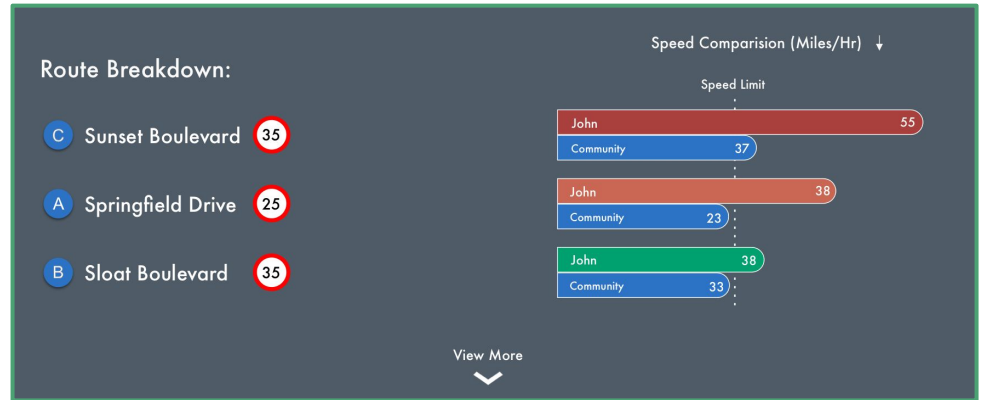 Speed Comparision (Miles/Hr) ↓
Route Breakdown:
Speed Limit
C Sunset Boulevard 35
John 55
Community 37
A Springfield Drive 25
John 38
Community 23
B Sloat Boulevard 35
John 38
Community 33
View More